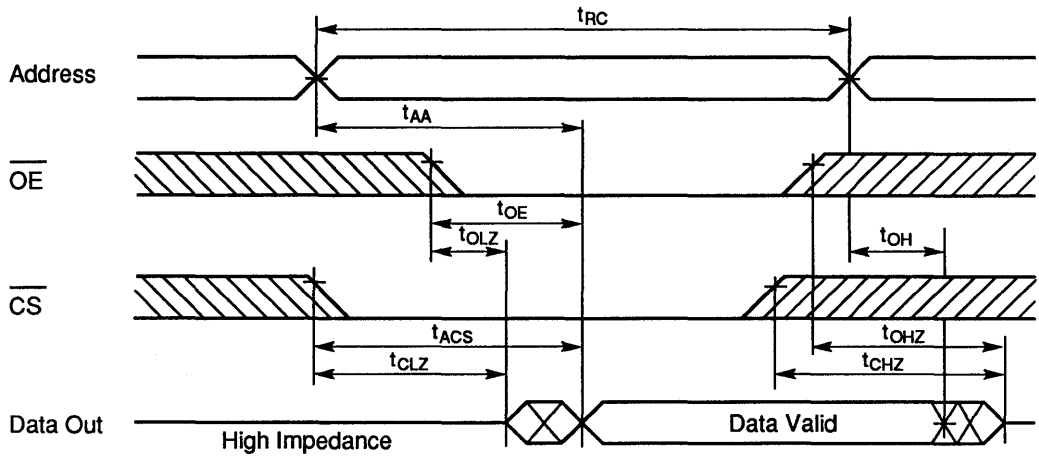 tRC
Address
tAA
OE
tOE
tOLZ
tOH
CS
tACS
tOHZ
tCLZ
tCHZ
Data Out
High Impedance
Data Valid